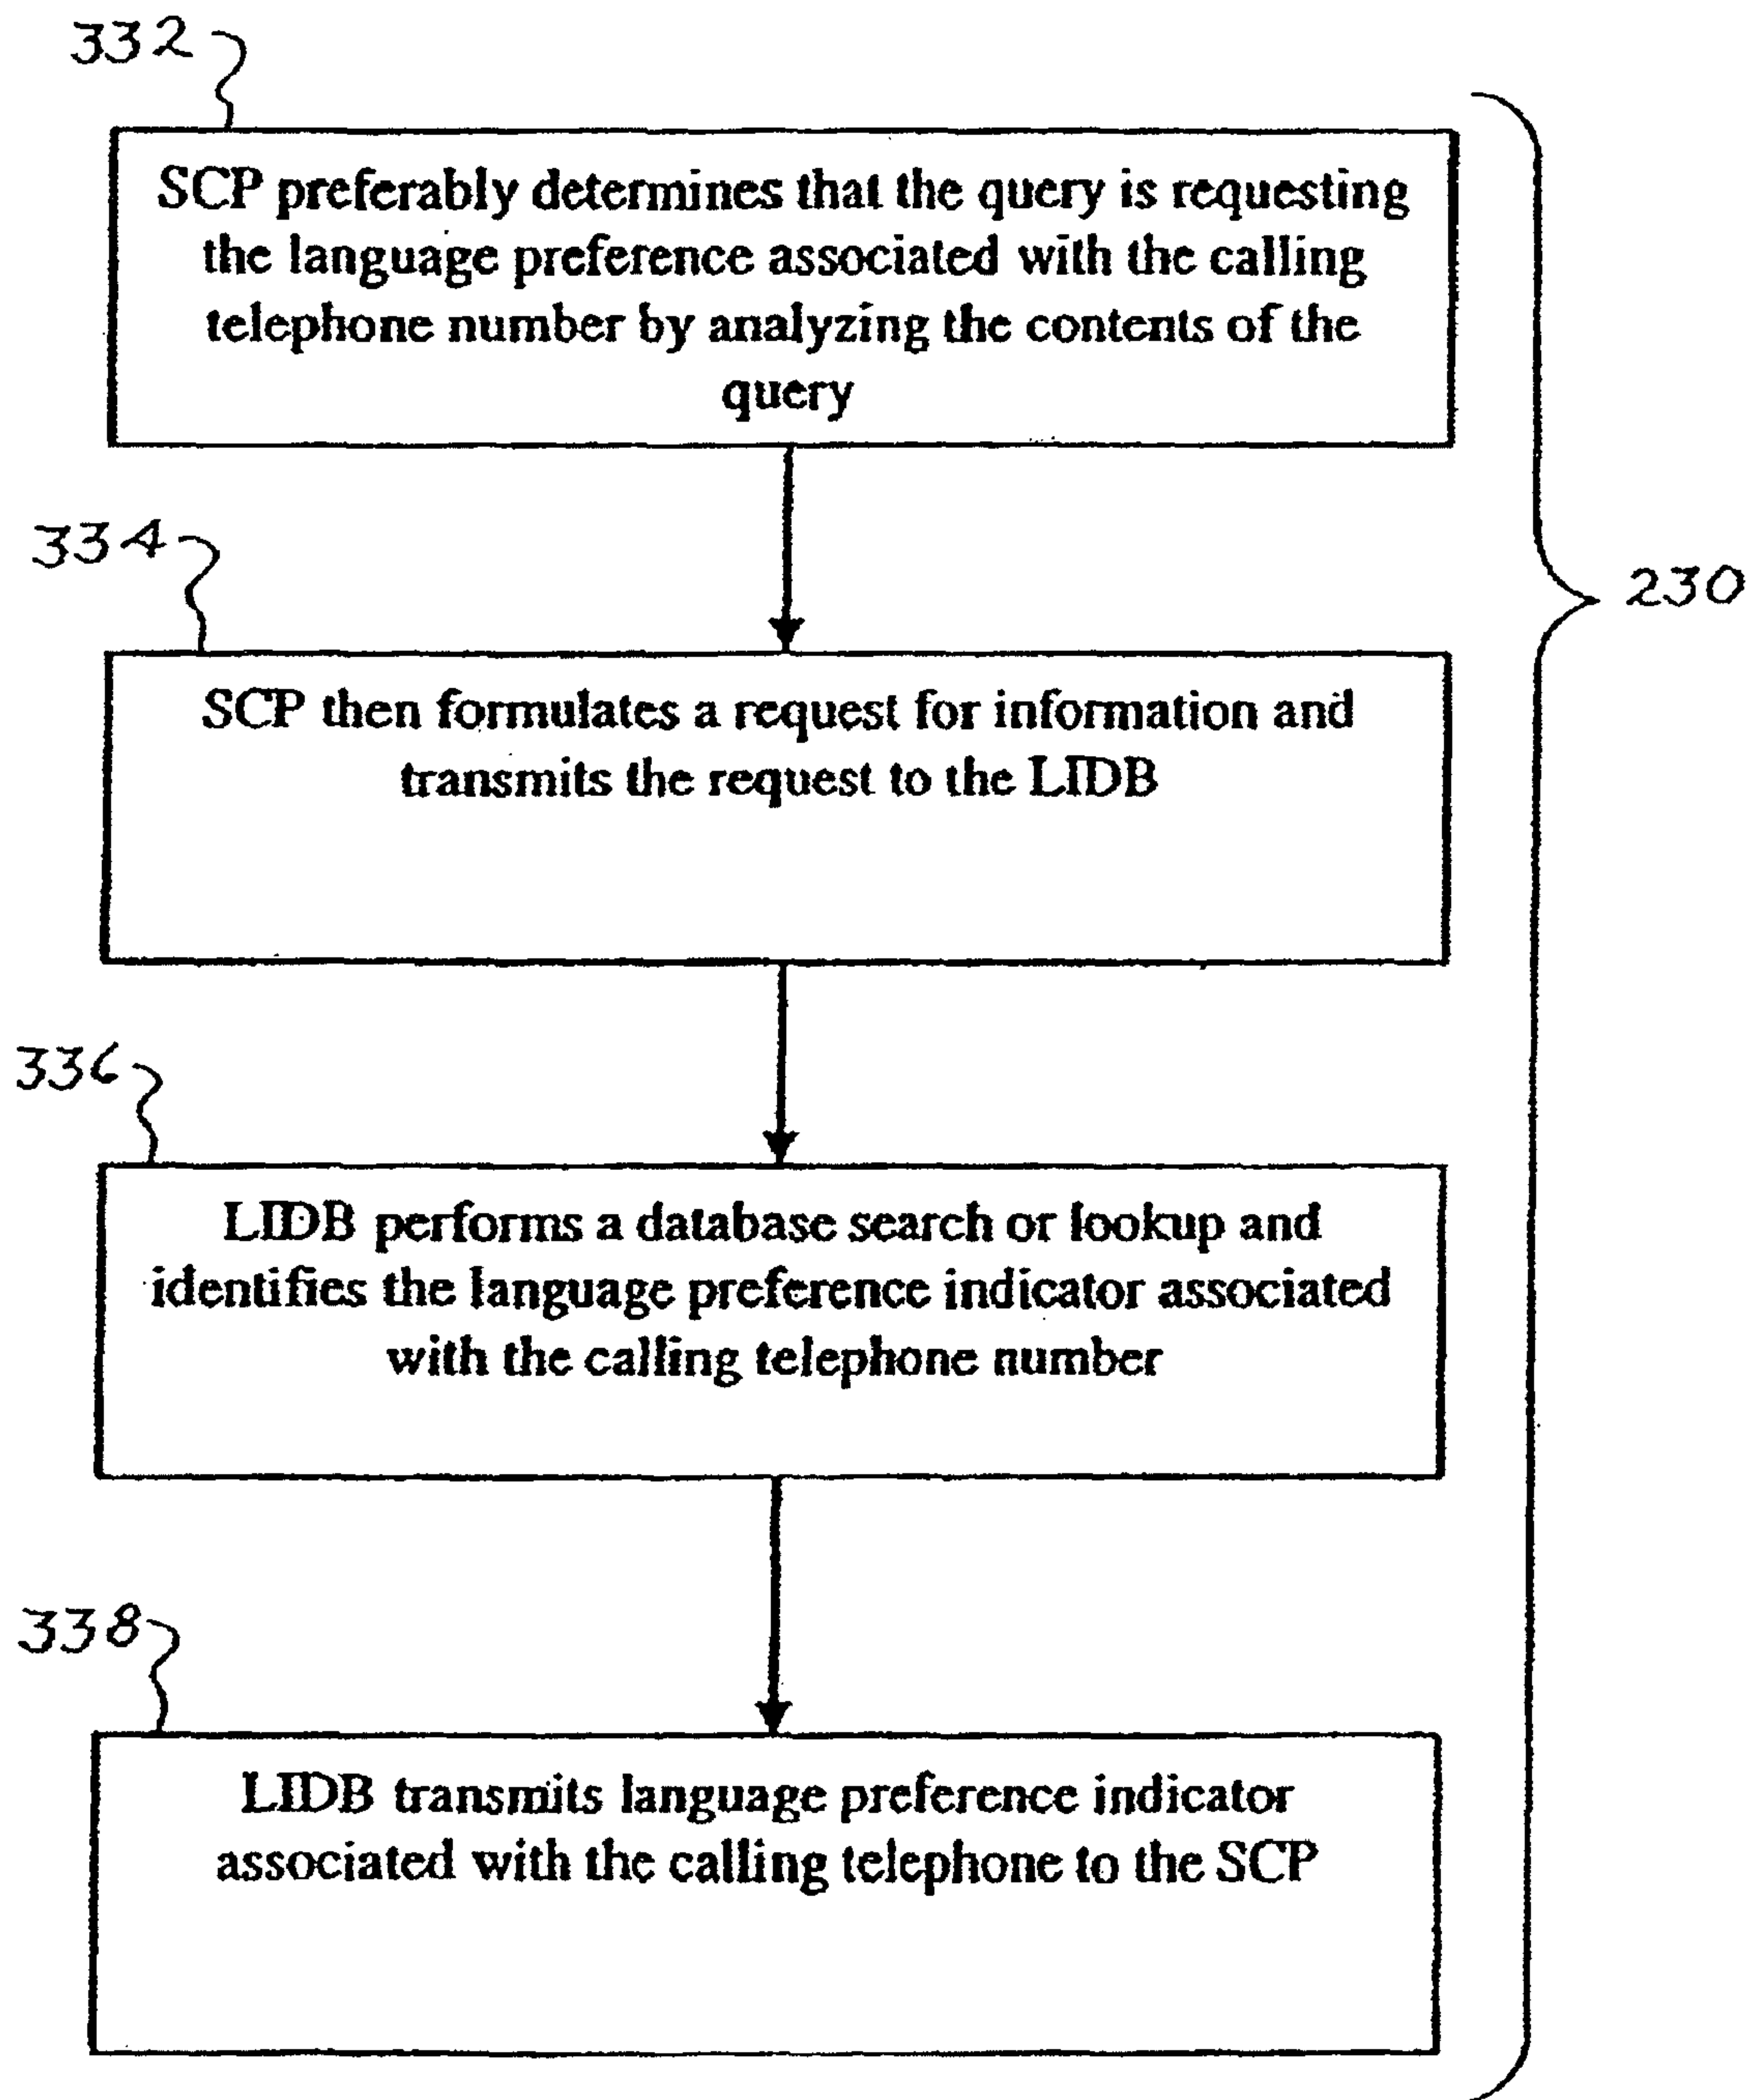 332
SCP preferably determines that the query is requesting
the language preference associated with the calling
telephone number by analyzing the contents of the
query
334
230
SCP then formulates a request for information and
transmits the request to the LIDB
336
LIDB performs a database search or lookup and
identifies the language preference indicator associated
with the calling telephone number
338
LIDB transmits language preference indicator
associated with the calling telephone to the SCP